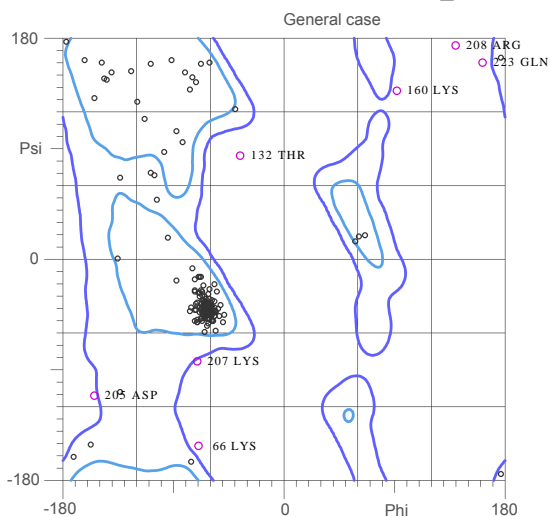 General case
180
208 ARG
223 GLN
160 LYS
Psi
132 THR
0
207 LYS
205 ASP
66 LYS
-180
-180
0
Phi
180